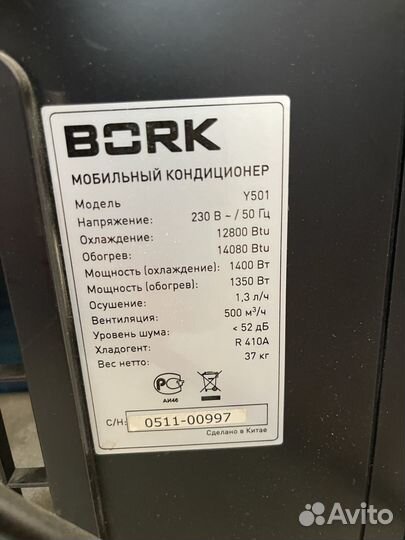 BORK
МОБИЛЬНЫЙ КОНДИЦИОНЕР
Модель Y501
Напряжение: 230 В ~ / 50 Гц
Охлаждение: 12800 Btu
Обогрев: 14080 Btu
Мощность (охлаждение): 1400 Вт
Мощность (обогрев): 1350 Вт
Осушение: 1,3 л/ч
Вентиляция: 500 м³/ч
Уровень шума: < 52 дБ
Хладогент: R 410A
Вес нетто: 37 кг
АИ46
С/Н: 0511-00997
Сделано в Китае
Avito